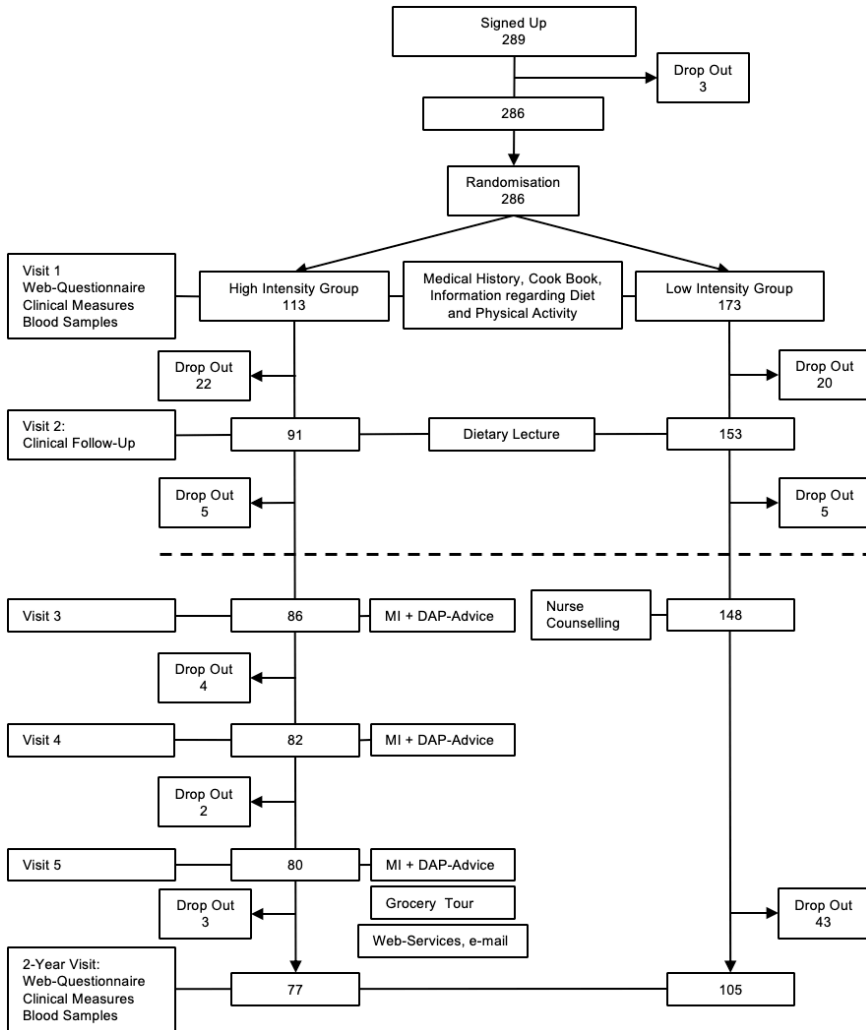 Signed Up
289
Drop Out
3
286
Randomisation
286
Visit 1
Web-Questionnaire
Clinical Measures
Blood Samples
High Intensity Group
113
Medical History, Cook Book,
Information regarding Diet
and Physical Activity
Low Intensity Group
173
Drop Out
22
Drop Out
20
Visit 2:
Clinical Follow-Up
91
Dietary Lecture
153
Drop Out
5
Drop Out
5
Visit 3
86
MI + DAP-Advice
Nurse
Counselling
148
Drop Out
4
Visit 4
82
MI + DAP-Advice
Drop Out
2
Visit 5
80
MI + DAP-Advice
Grocery Tour
Drop Out
3
Web-Services, e-mail
Drop Out
43
2-Year Visit:
Web-Questionnaire
Clinical Measures
Blood Samples
77
105